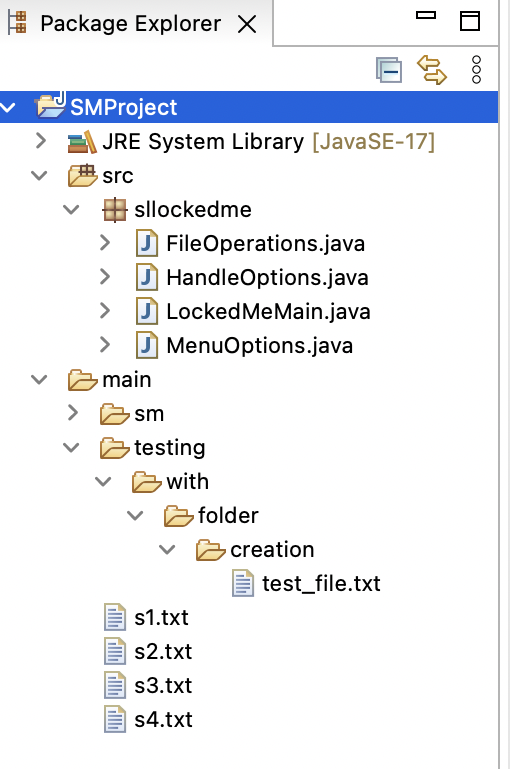 Package Explorer
SMProject
JRE System Library [JavaSE-17]
src
sllockedme
FileOperations.java
HandleOptions.java
LockedMeMain.java
MenuOptions.java
main
sm
testing
with
folder
creation
test_file.txt
s1.txt
s2.txt
s3.txt
s4.txt